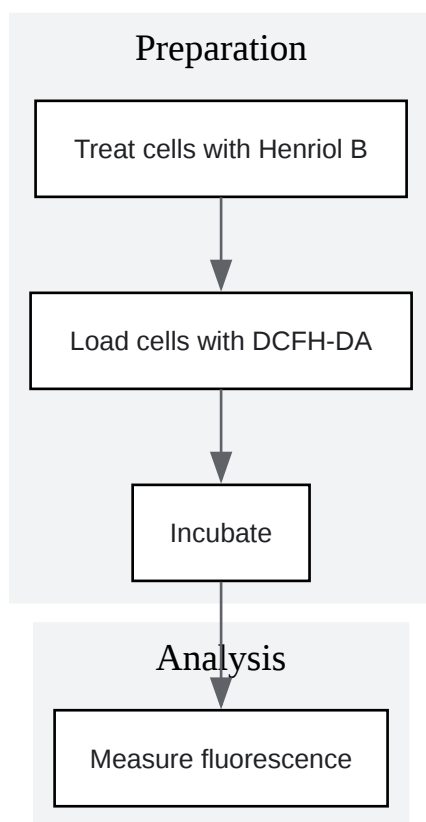 Preparation
Treat cells with Henriol B
Load cells with DCFH-DA
Incubate
Analysis
Measure fluorescence